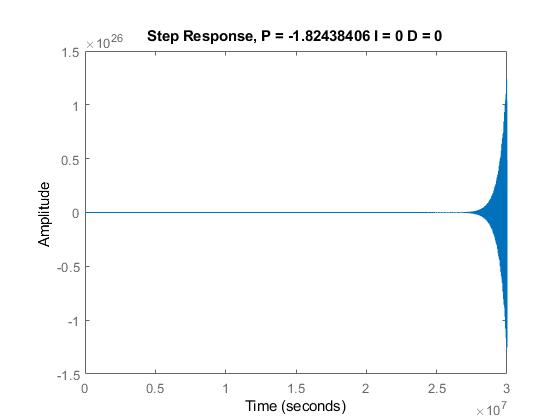 Step Response, P = -1.82438406 I = 0 D = 0
×10^26
1.5
1
0.5
0
-0.5
-1
-1.5
Amplitude
0 0.5 1 1.5 2 2.5 3
Time (seconds)
×10^7